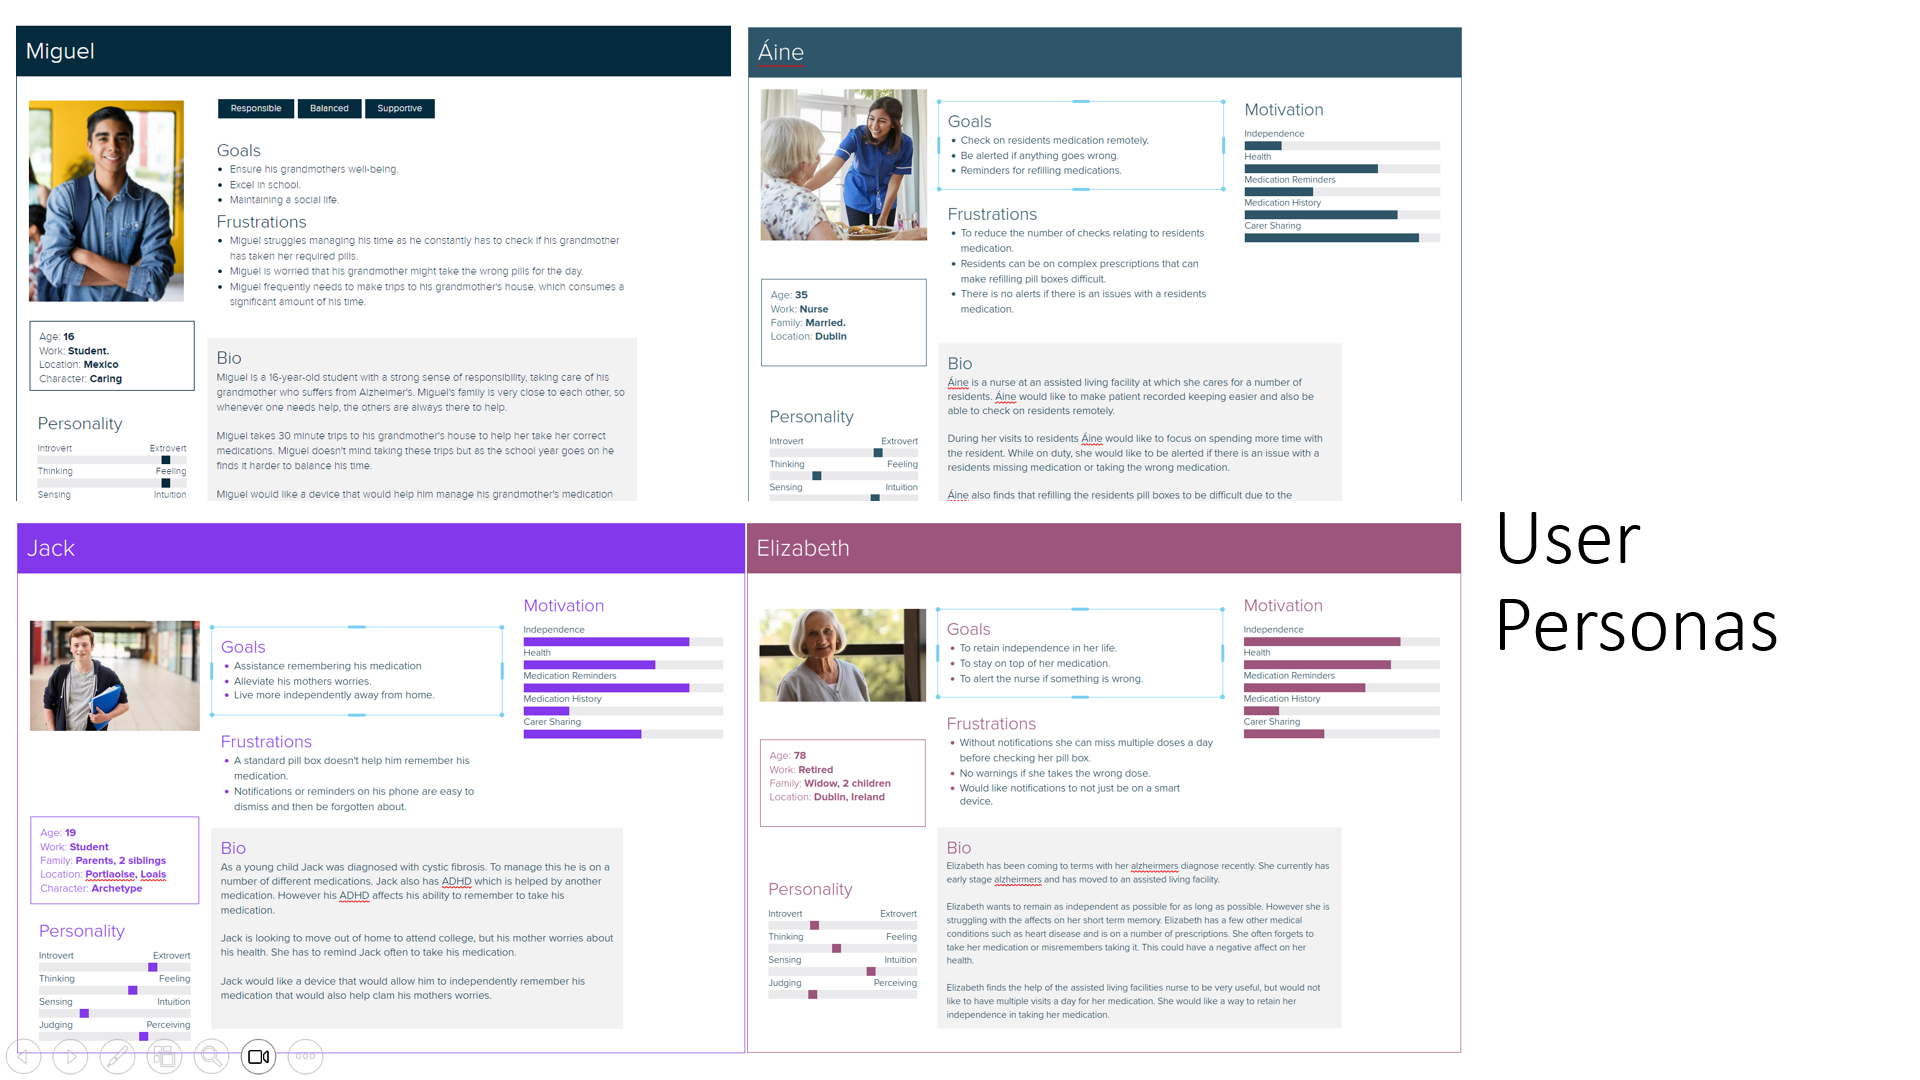 Miguel
Responsible
Balanced
Supportive
Goals
Ensure his grandmothers well-being.
Excel in school.
Maintaining a social life.
Frustrations
Miguel struggles managing his time as he constantly has to check if his grandmother
has taken her required pills.
Miguel is worried that his grandmother might take the wrong pills for the day.
Miguel frequently needs to make trips to his grandmother's house, which consumes a
significant amount of his time.
Age: 16
Work: Student.
Location: Mexico
Character: Caring
Bio
Miguel is a 16-year-old student with a strong sense of responsibility, taking care of his
grandmother who suffers from Alzheimer's. Miguel's family is very close to each other, so
whenever one needs help, the others are always there to help.
Miguel takes 30 minute trips to his grandmother's house to help her take her correct
medications. Miguel doesn't mind taking these trips but as the school year goes on he
finds it harder to balance his time.
Miguel would like a device that would help him manage his grandmother's medication
Personality
Introvert Extrovert
Thinking Feeling
Sensing Intuition
Áine
Goals
Check on residents medication remotely.
Be alerted if anything goes wrong.
Reminders for refilling medications.
Frustrations
To reduce the number of checks relating to residents
medication.
Residents can be on complex prescriptions that can
make refilling pill boxes difficult.
There is no alerts if there is an issues with a residents
medication.
Motivation
Independence
Health
Medication Reminders
Medication History
Carer Sharing
Age: 35
Work: Nurse
Family: Married.
Location: Dublin
Bio
Áine is a nurse at an assisted living facility at which she cares for a number of
residents. Áine would like to make patient recorded keeping easier and also be
able to check on residents remotely.
During her visits to residents Áine would like to focus on spending more time with
the resident. While on duty, she would like to be alerted if there is an issue with a
residents missing medication or taking the wrong medication.
Áine also finds that refilling the residents pill boxes to be difficult due to the
Personality
Introvert Extrovert
Thinking Feeling
Sensing Intuition
Jack
Goals
Assistance remembering his medication
Alleviate his mothers worries.
Live more independently away from home.
Frustrations
A standard pill box doesn't help him remember his
medication.
Notifications or reminders on his phone are easy to
dismiss and then be forgotten about.
Motivation
Independence
Health
Medication Reminders
Medication History
Carer Sharing
Age: 19
Work: Student
Family: Parents, 2 siblings
Location: Portlaoise, Loais
Character: Archetype
Bio
As a young child Jack was diagnosed with cystic fibrosis. To manage this he is on a
number of different medications. Jack also has ADHD which is helped by another
medication. However his ADHD affects his ability to remember to take his
medication.
Jack is looking to move out of home to attend college, but his mother worries about
his health. She has to remind Jack often to take his medication.
Jack would like a device that would allow him to independently remember his
medication that would also help clam his mothers worries.
Personality
Introvert Extrovert
Thinking Feeling
Sensing Intuition
Judging Perceiving
Elizabeth
Goals
To retain independence in her life.
To stay on top of her medication.
To alert the nurse if something is wrong.
Frustrations
Without notifications she can miss multiple doses a day
before checking her pill box.
No warnings if she takes the wrong dose.
Would like notifications to not just be on a smart
device.
Motivation
Independence
Health
Medication Reminders
Medication History
Carer Sharing
Age: 78
Work: Retired
Family: Widow, 2 children
Location: Dublin, Ireland
Bio
Elizabeth has been coming to terms with her alzheirmers diagnose recently. She currently has
early stage alzheirmers and has moved to an assisted living facility.
Elizabeth wants to remain as independent as possible for as long as possible. However she is
struggling with the affects on her short term memory. Elizabeth has a few other medical
conditions such as heart disease and is on a number of prescriptions. She often forgets to
take her medication or misremembers taking it. This could have a negative affect on her
health.
Elizabeth finds the help of the assisted living facilities nurse to be very useful, but would not
like to have multiple visits a day for her medication. She would like a way to retain her
independence in taking her medication.
Personality
Introvert Extrovert
Thinking Feeling
Sensing Intuition
Judging Perceiving
User
Personas